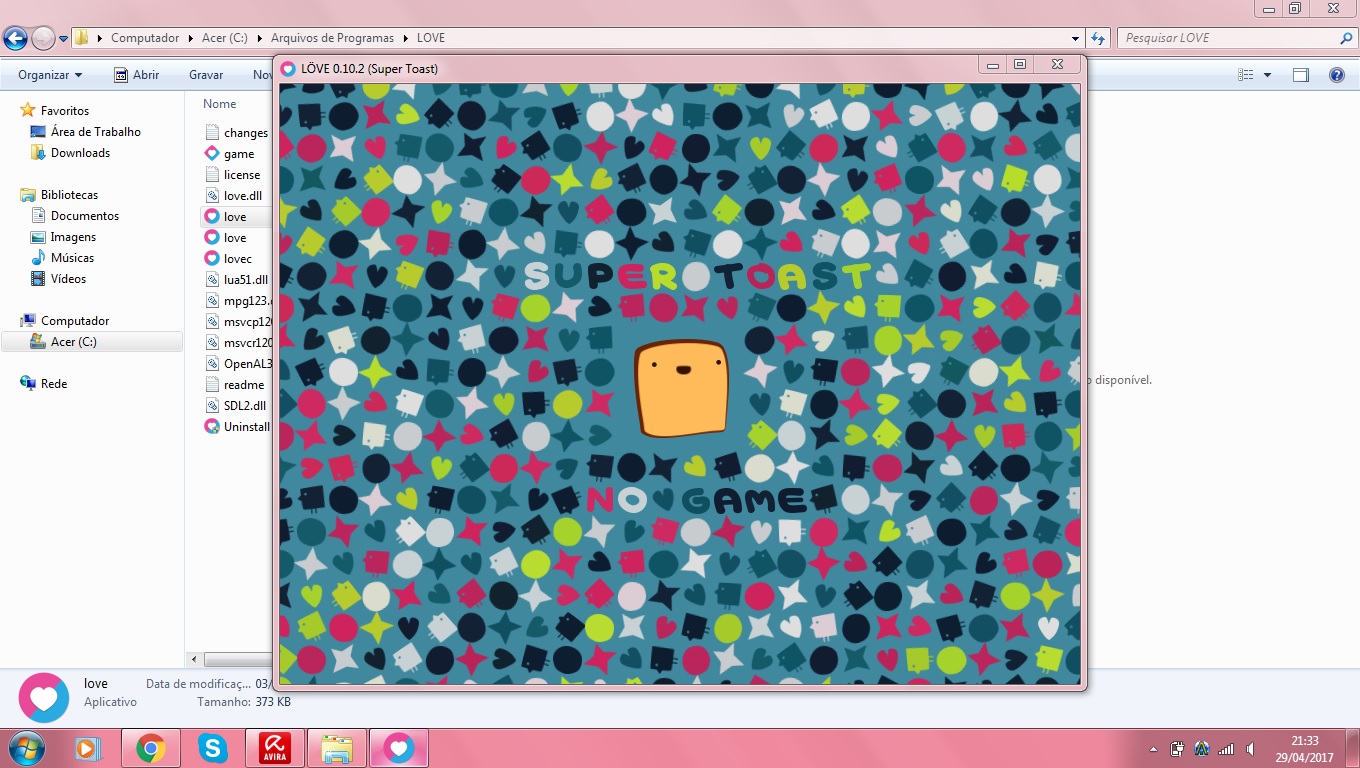 Computador
Acer (C:)
Arquivos de Programas
LOVE
Pesquisar LOVE
Organizar
Abrir
Gravar
Nov
LÖVE 0.10.2 (Super Toast)
Favoritos
Área de Trabalho
Downloads
Bibliotecas
Documentos
Imagens
Músicas
Vídeos
Computador
Acer (C:)
Rede
Nome
changes
game
license
love.dll
love
love
lovec
lua51.dll
mpg123.
msvcp120
msvcr120
OpenAL3
readme
SDL2.dll
Uninstall
SUPER TOAST
NO GAME
o disponível.
love
Data de modificaç... 03/
Aplicativo
Tamanho: 373 KB
AVIRA
21:33
29/04/2017